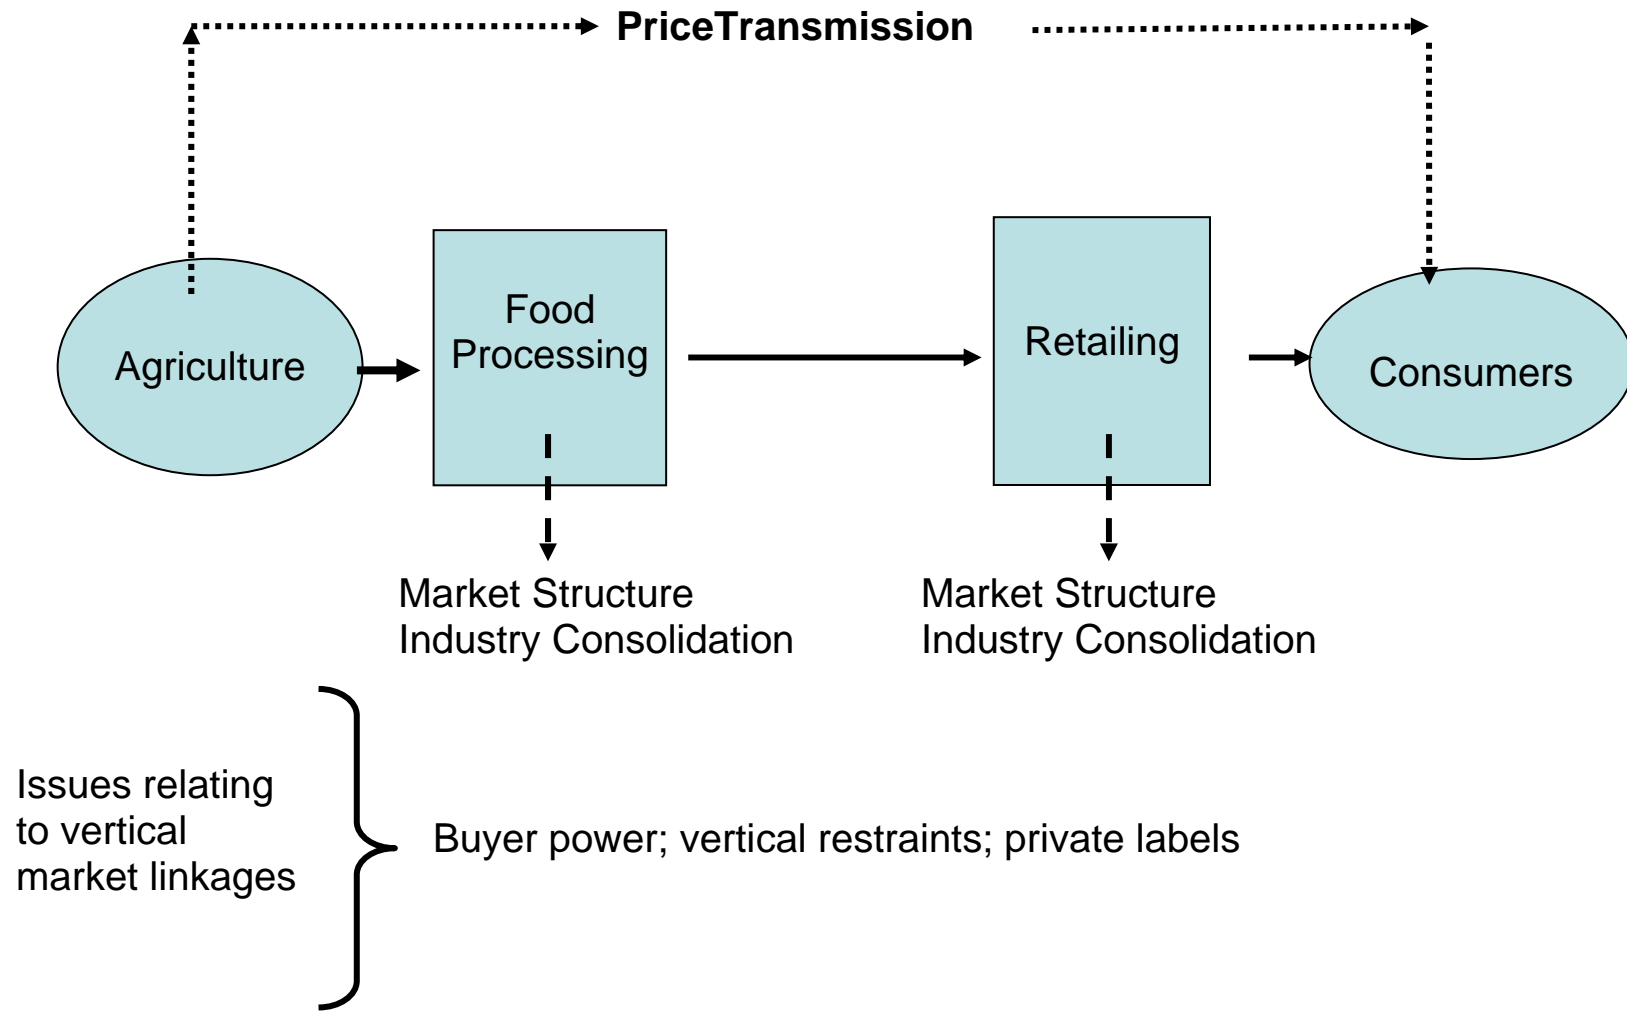 PriceTransmission
Agriculture
Food
Processing
Retailing
Consumers
Market Structure
Industry Consolidation
Market Structure
Industry Consolidation
Issues relating
to vertical
market linkages
Buyer power; vertical restraints; private labels